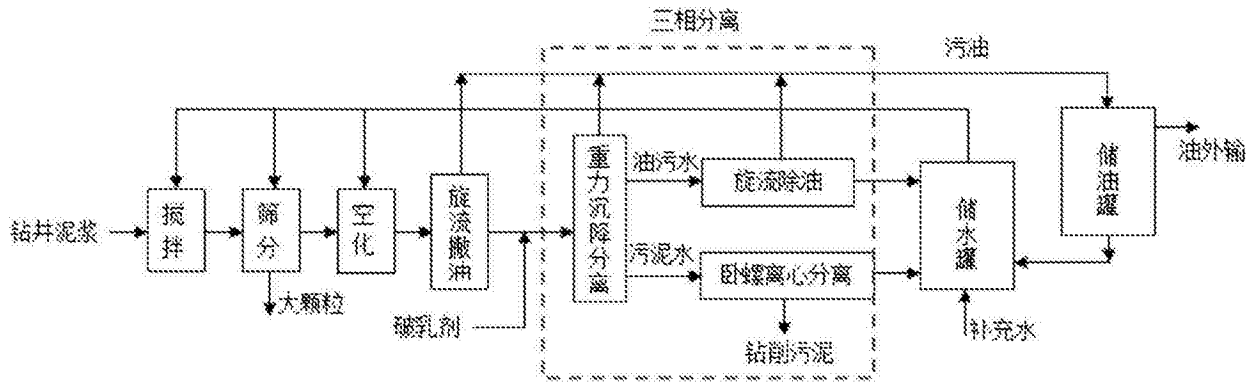 三相分离
污油
钻井泥浆
搅拌
筛分
空化
旋流撇油
重力沉降分离
油污水
旋流除油
污泥水
卧螺离心分离
储水罐
储油罐
油外输
大颗粒
破乳剂
钻削污泥
补充水